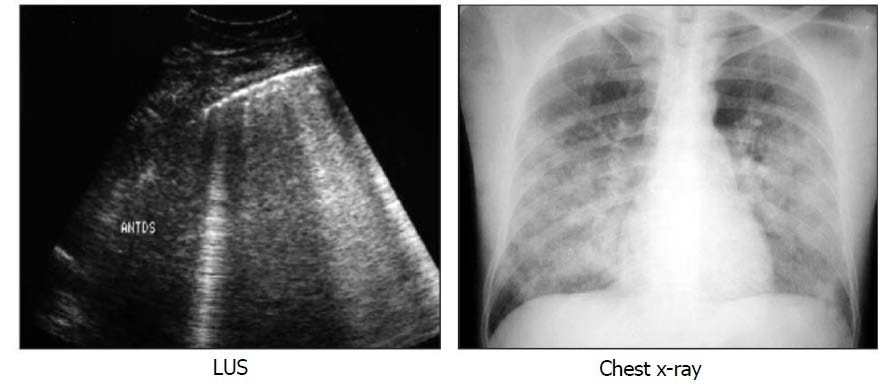 ANTDS
LUS
Chest x-ray